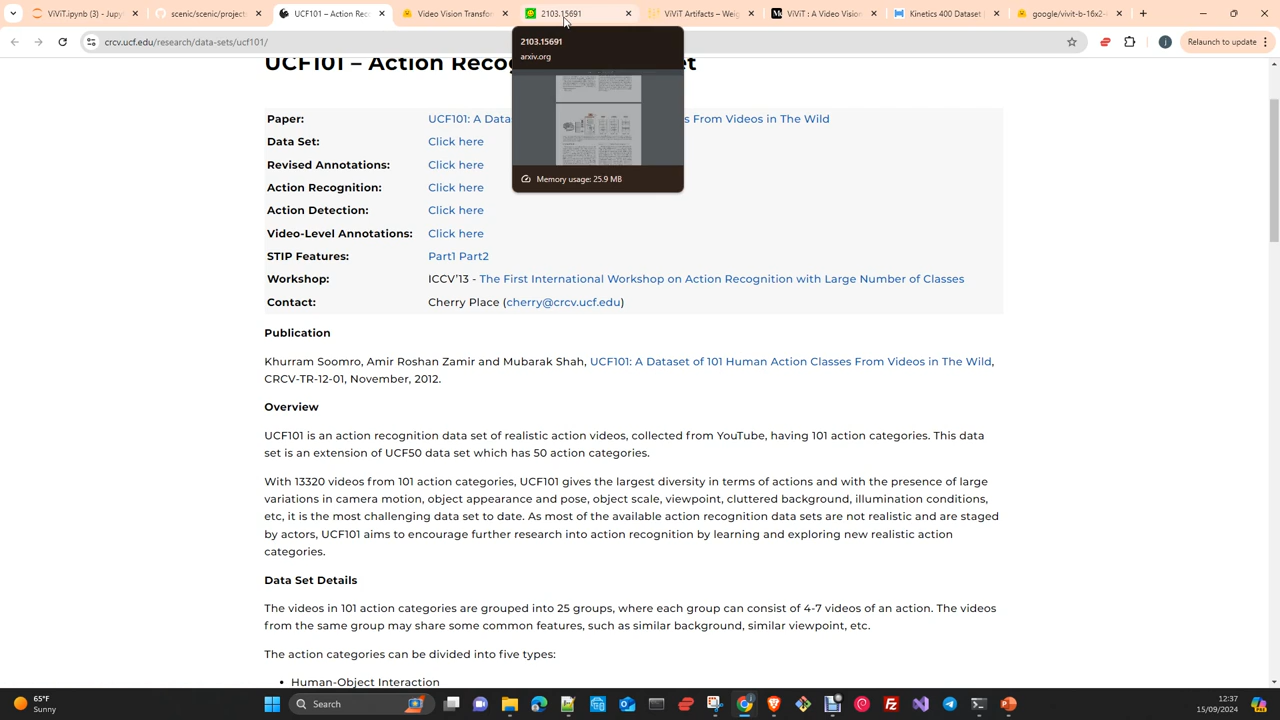 ViViT.ipynb (1) - Jupyte
scenic/scenic/projects
UCF101 – Action Reco
Video Vision Transfor
2103.15691
ViViT Artifacts – Weig
ViViT : A Video Vision
Kinetics 400 Dataset
google/vivit-b-16x2-
crcv.ucf.edu/research/data-sets/ucf101/
Relaunch to update
2103.15691
arxiv.org
Memory usage: 25.9 MB
UCF101 – Action Reco et
Paper: UCF101: A Data s From Videos in The Wild
Data Set: Click here
Revised Annotations: Click here
Action Recognition: Click here
Action Detection: Click here
Video-Level Annotations: Click here
STIP Features: Part1 Part2
Workshop: ICCV'13 - The First International Workshop on Action Recognition with Large Number of Classes
Contact: Cherry Place (cherry@crcv.ucf.edu)
Publication
Khurram Soomro, Amir Roshan Zamir and Mubarak Shah, UCF101: A Dataset of 101 Human Action Classes From Videos in The Wild,
CRCV-TR-12-01, November, 2012.
Overview
UCF101 is an action recognition data set of realistic action videos, collected from YouTube, having 101 action categories. This data
set is an extension of UCF50 data set which has 50 action categories.
With 13320 videos from 101 action categories, UCF101 gives the largest diversity in terms of actions and with the presence of large
variations in camera motion, object appearance and pose, object scale, viewpoint, cluttered background, illumination conditions,
etc, it is the most challenging data set to date. As most of the available action recognition data sets are not realistic and are staged
by actors, UCF101 aims to encourage further research into action recognition by learning and exploring new realistic action
categories.
Data Set Details
The videos in 101 action categories are grouped into 25 groups, where each group can consist of 4-7 videos of an action. The videos
from the same group may share some common features, such as similar background, similar viewpoint, etc.
The action categories can be divided into five types:
• Human-Object Interaction
65°F
Sunny
Search
12:37
15/09/2024